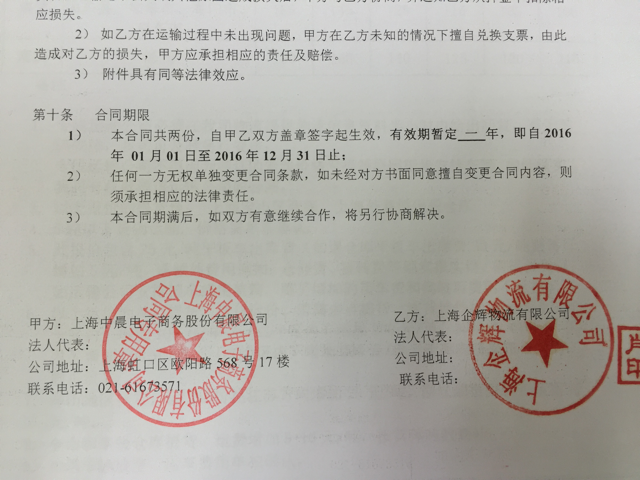 应损失。
2） 如乙方在运输过程中未出现问题，甲方在乙方未知的情况下擅自兑换支票，由此
造成对乙方的损失，甲方应承担相应的责任及赔偿。
3） 附件具有同等法律效应。
第十条 合同期限
1） 本合同共两份，自甲乙双方盖章签字起生效，有效期暂定 一 年，即自 2016
年 01 月 01 日至 2016 年 12 月 31 日止；
2） 任何一方无权单独变更合同条款，如未经对方书面同意擅自变更合同内容，则
须承担相应的法律责任。
3） 本合同期满后，如双方有意继续合作，将另行协商解决。
甲方：上海中晨电子商务股份有限公司
法人代表：
公司地址：上海虹口区欧阳路 568 号 17 楼
联系电话：021-61673571
上海中晨电子商务股份有限公司
合同专用章
乙方：上海企辉物流有限公司
法人代表：
公司地址：
联系电话：
上海企辉物流有限公司